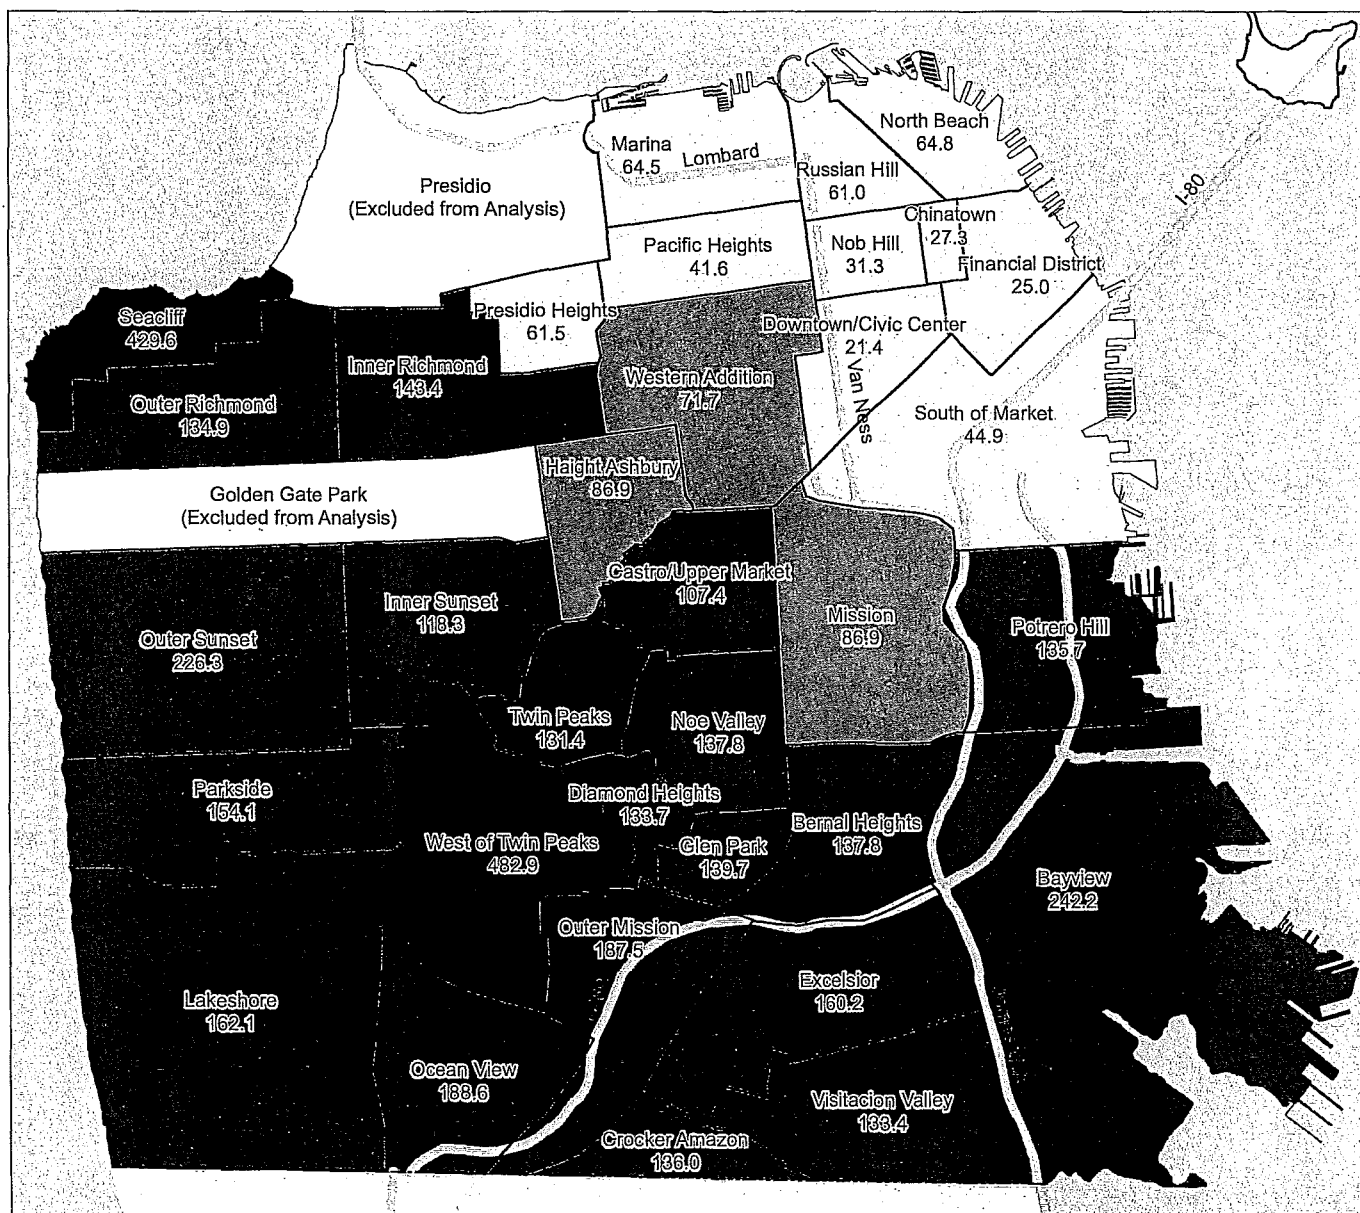 North Beach
64.8
Marina
64.5
Lombard
Russian Hill
61.0
I-80
Presidio
(Excluded from Analysis)
Chinatown
27.3
Pacific Heights
41.6
Nob Hill
31.3
Financial District
25.0
Seacliff
429.6
Presidio Heights
61.5
Downtown/Civic Center
21.4
Inner Richmond
143.4
Western Addition
71.7
Van Ness
Outer Richmond
134.9
South of Market
44.9
Haight Ashbury
86.9
Golden Gate Park
(Excluded from Analysis)
Castro/Upper Market
107.4
Inner Sunset
118.3
Mission
86.9
Potrero Hill
135.7
Outer Sunset
226.3
Twin Peaks
131.4
Noe Valley
137.8
Parkside
154.1
Diamond Heights
133.7
Bernal Heights
137.8
West of Twin Peaks
482.9
Glen Park
139.7
Bayview
242.2
Outer Mission
187.5
Excelsior
160.2
Lakeshore
162.1
Ocean View
188.6
Visitacion Valley
133.4
Crocker Amazon
136.0